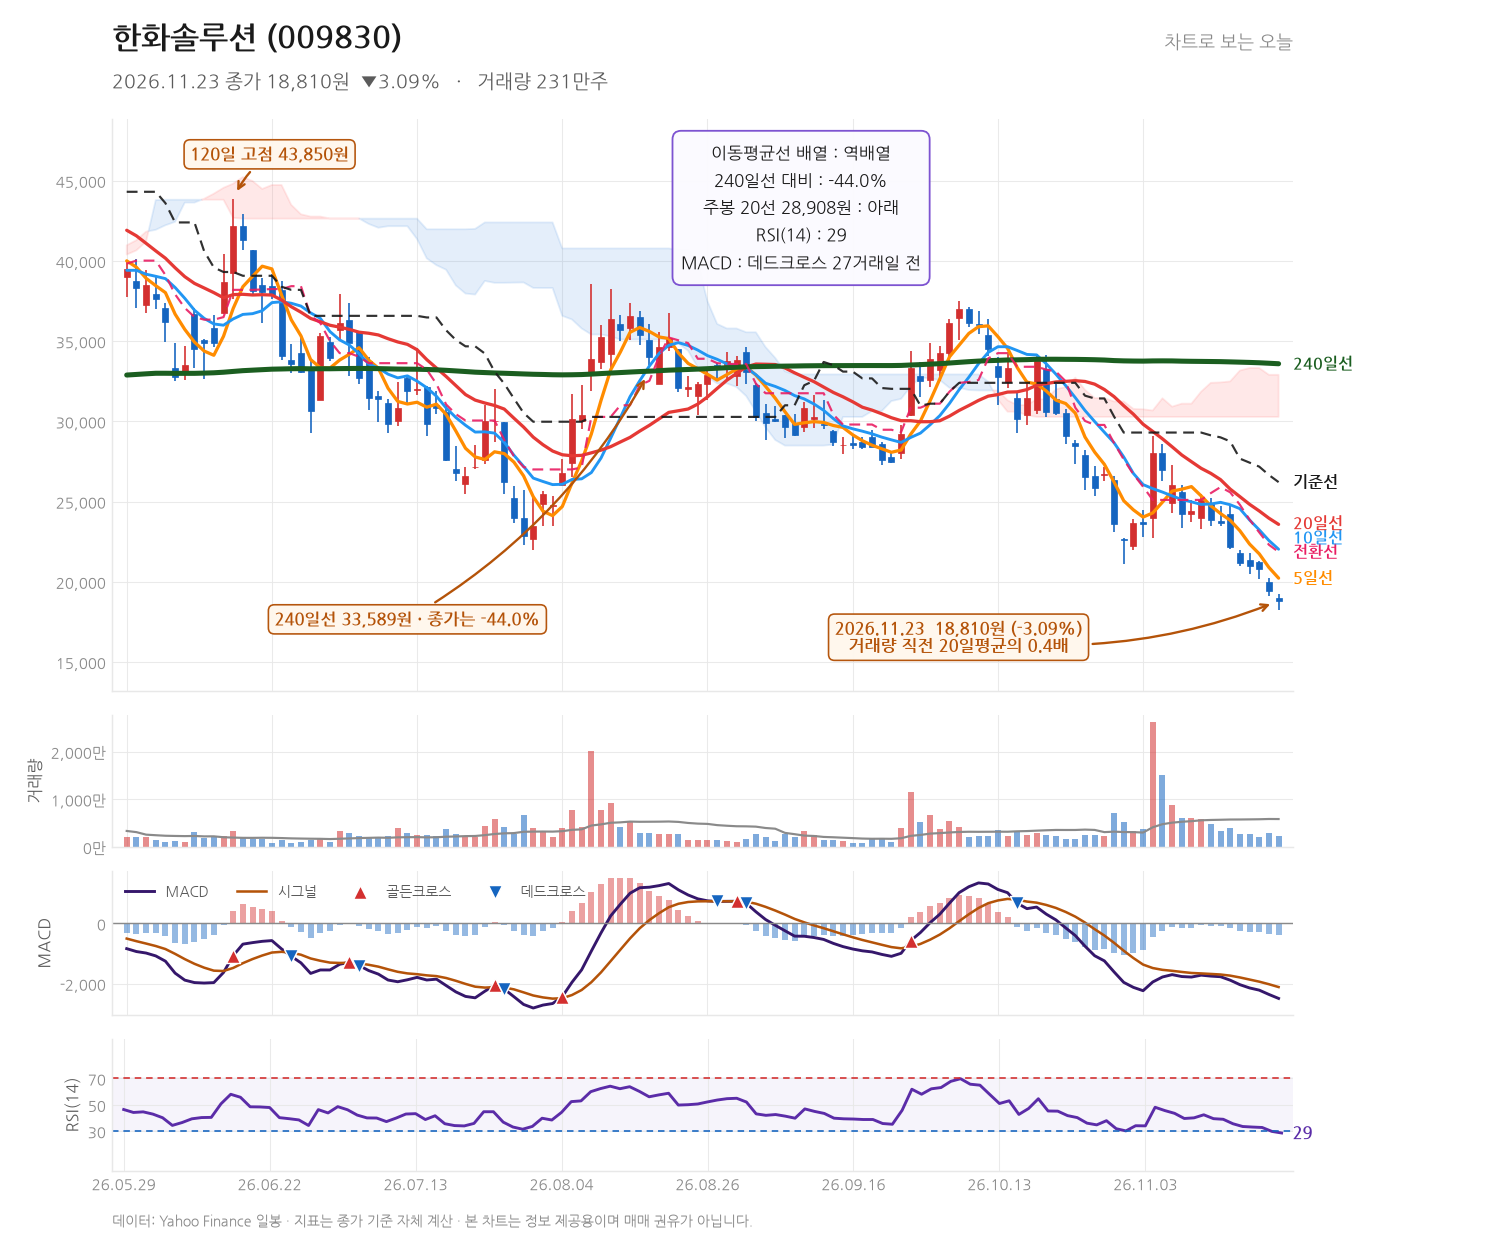 한화솔루션 (009830)
차트로 보는 오늘
2026.11.23 종가 18,810원 ▼3.09% · 거래량 231만주
120일 고점 43,850원
이동평균선 배열 : 역배열
240일선 대비 : -44.0%
주봉 20선 28,908원 : 아래
RSI(14) : 29
MACD : 데드크로스 27거래일 전
45,000
40,000
35,000
30,000
25,000
20,000
15,000
240일선
기준선
20일선
10일선
전환선
5일선
240일선 33,589원 · 종가는 -44.0%
2026.11.23 18,810원 (-3.09%)
거래량 직전 20일평균의 0.4배
거래량
2,000만
1,000만
0만
MACD
MACD
시그널
골든크로스
데드크로스
0
-2,000
RSI(14)
70
50
30
29
26.05.29
26.06.22
26.07.13
26.08.04
26.08.26
26.09.16
26.10.13
26.11.03
데이터: Yahoo Finance 일봉 · 지표는 종가 기준 자체 계산 · 본 차트는 정보 제공용이며 매매 권유가 아닙니다.